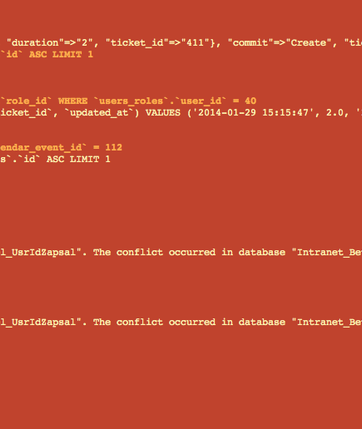 "duration"=>"2", "ticket_id"=>"411"}, "commit"=>"Create", "tic
`id` ASC LIMIT 1
`role_id` WHERE `users_roles`.`user_id` = 40
icket_id`, `updated_at`) VALUES ('2014-01-29 15:15:47', 2.0, '
endar_event_id` = 112
s`.`id` ASC LIMIT 1
l_UsrIdZapsal". The conflict occurred in database "Intranet_Be
l_UsrIdZapsal". The conflict occurred in database "Intranet_Be